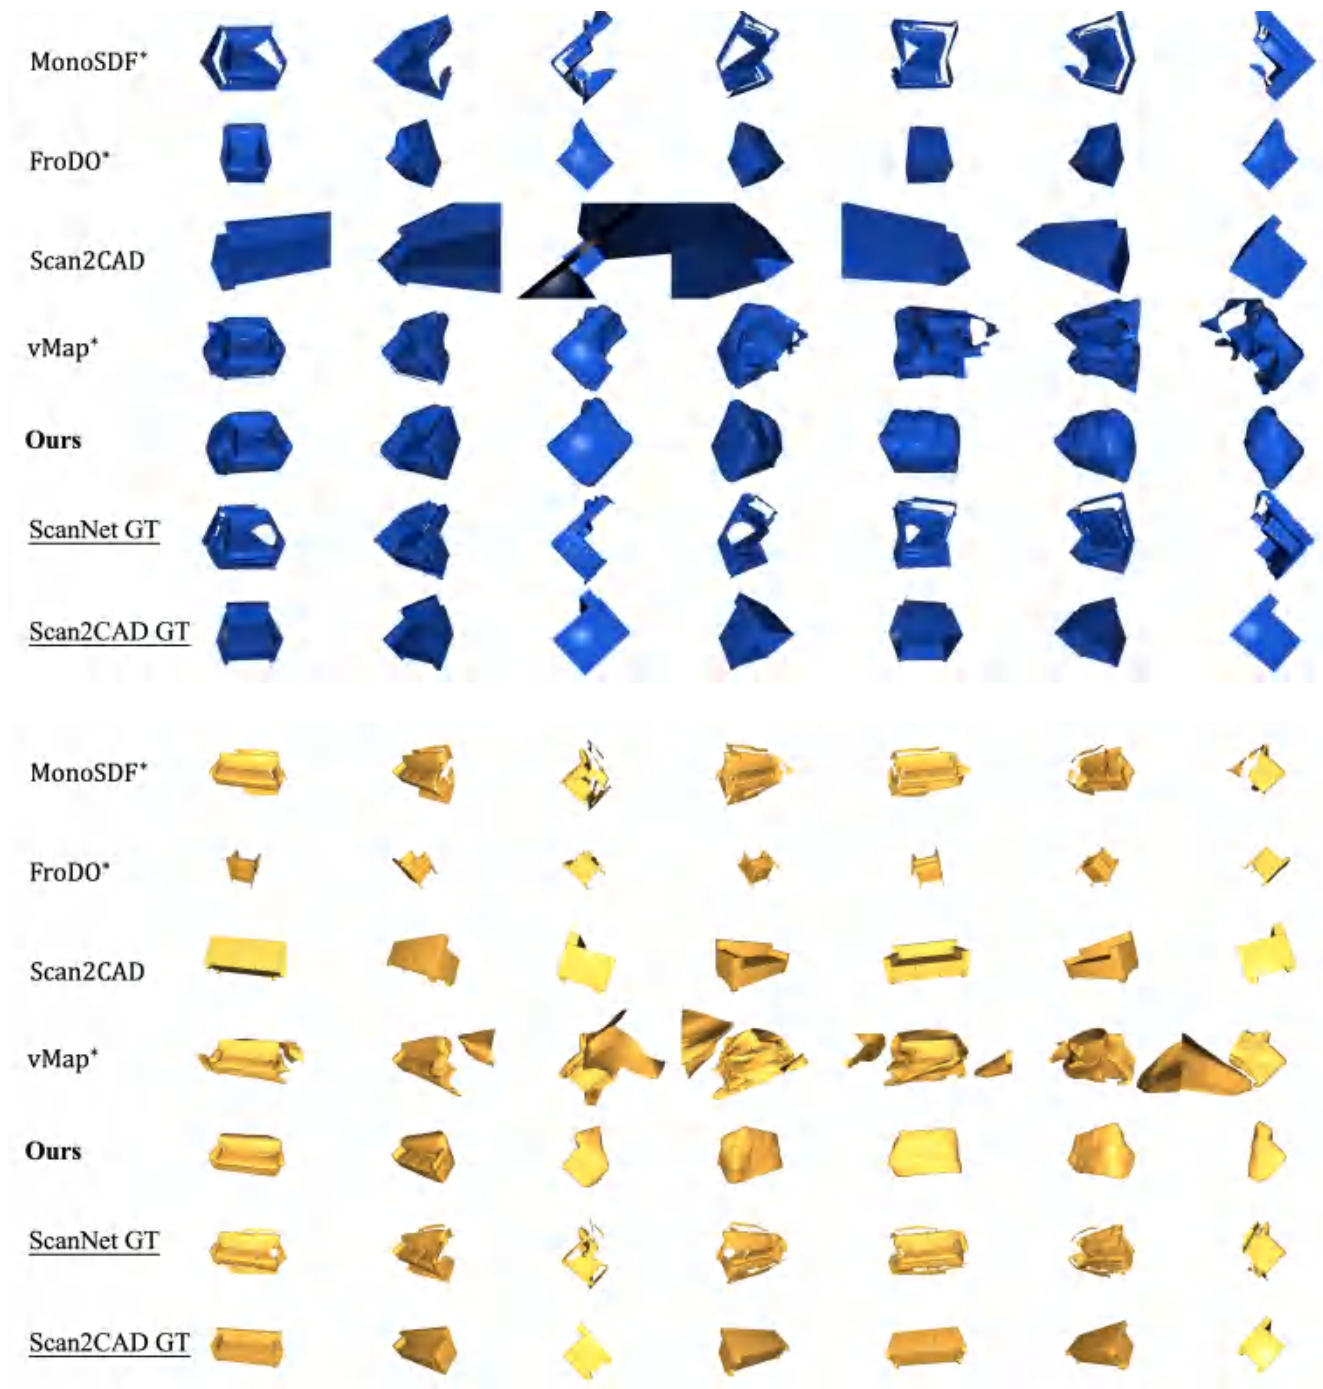 MonoSDF*
FroDO*
Scan2CAD
vMap*
Ours
ScanNet GT
Scan2CAD GT
MonoSDF*
FroDO*
Scan2CAD
vMap*
Ours
ScanNet GT
Scan2CAD GT